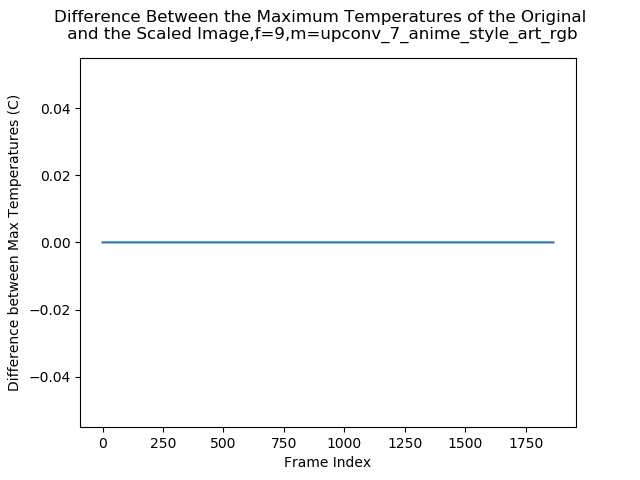 Difference Between the Maximum Temperatures of the Original
and the Scaled Image,f=9,m=upconv_7_anime_style_art_rgb
Difference between Max Temperatures (C)
0.04
0.02
0.00
−0.02
−0.04
0 250 500 750 1000 1250 1500 1750
Frame Index